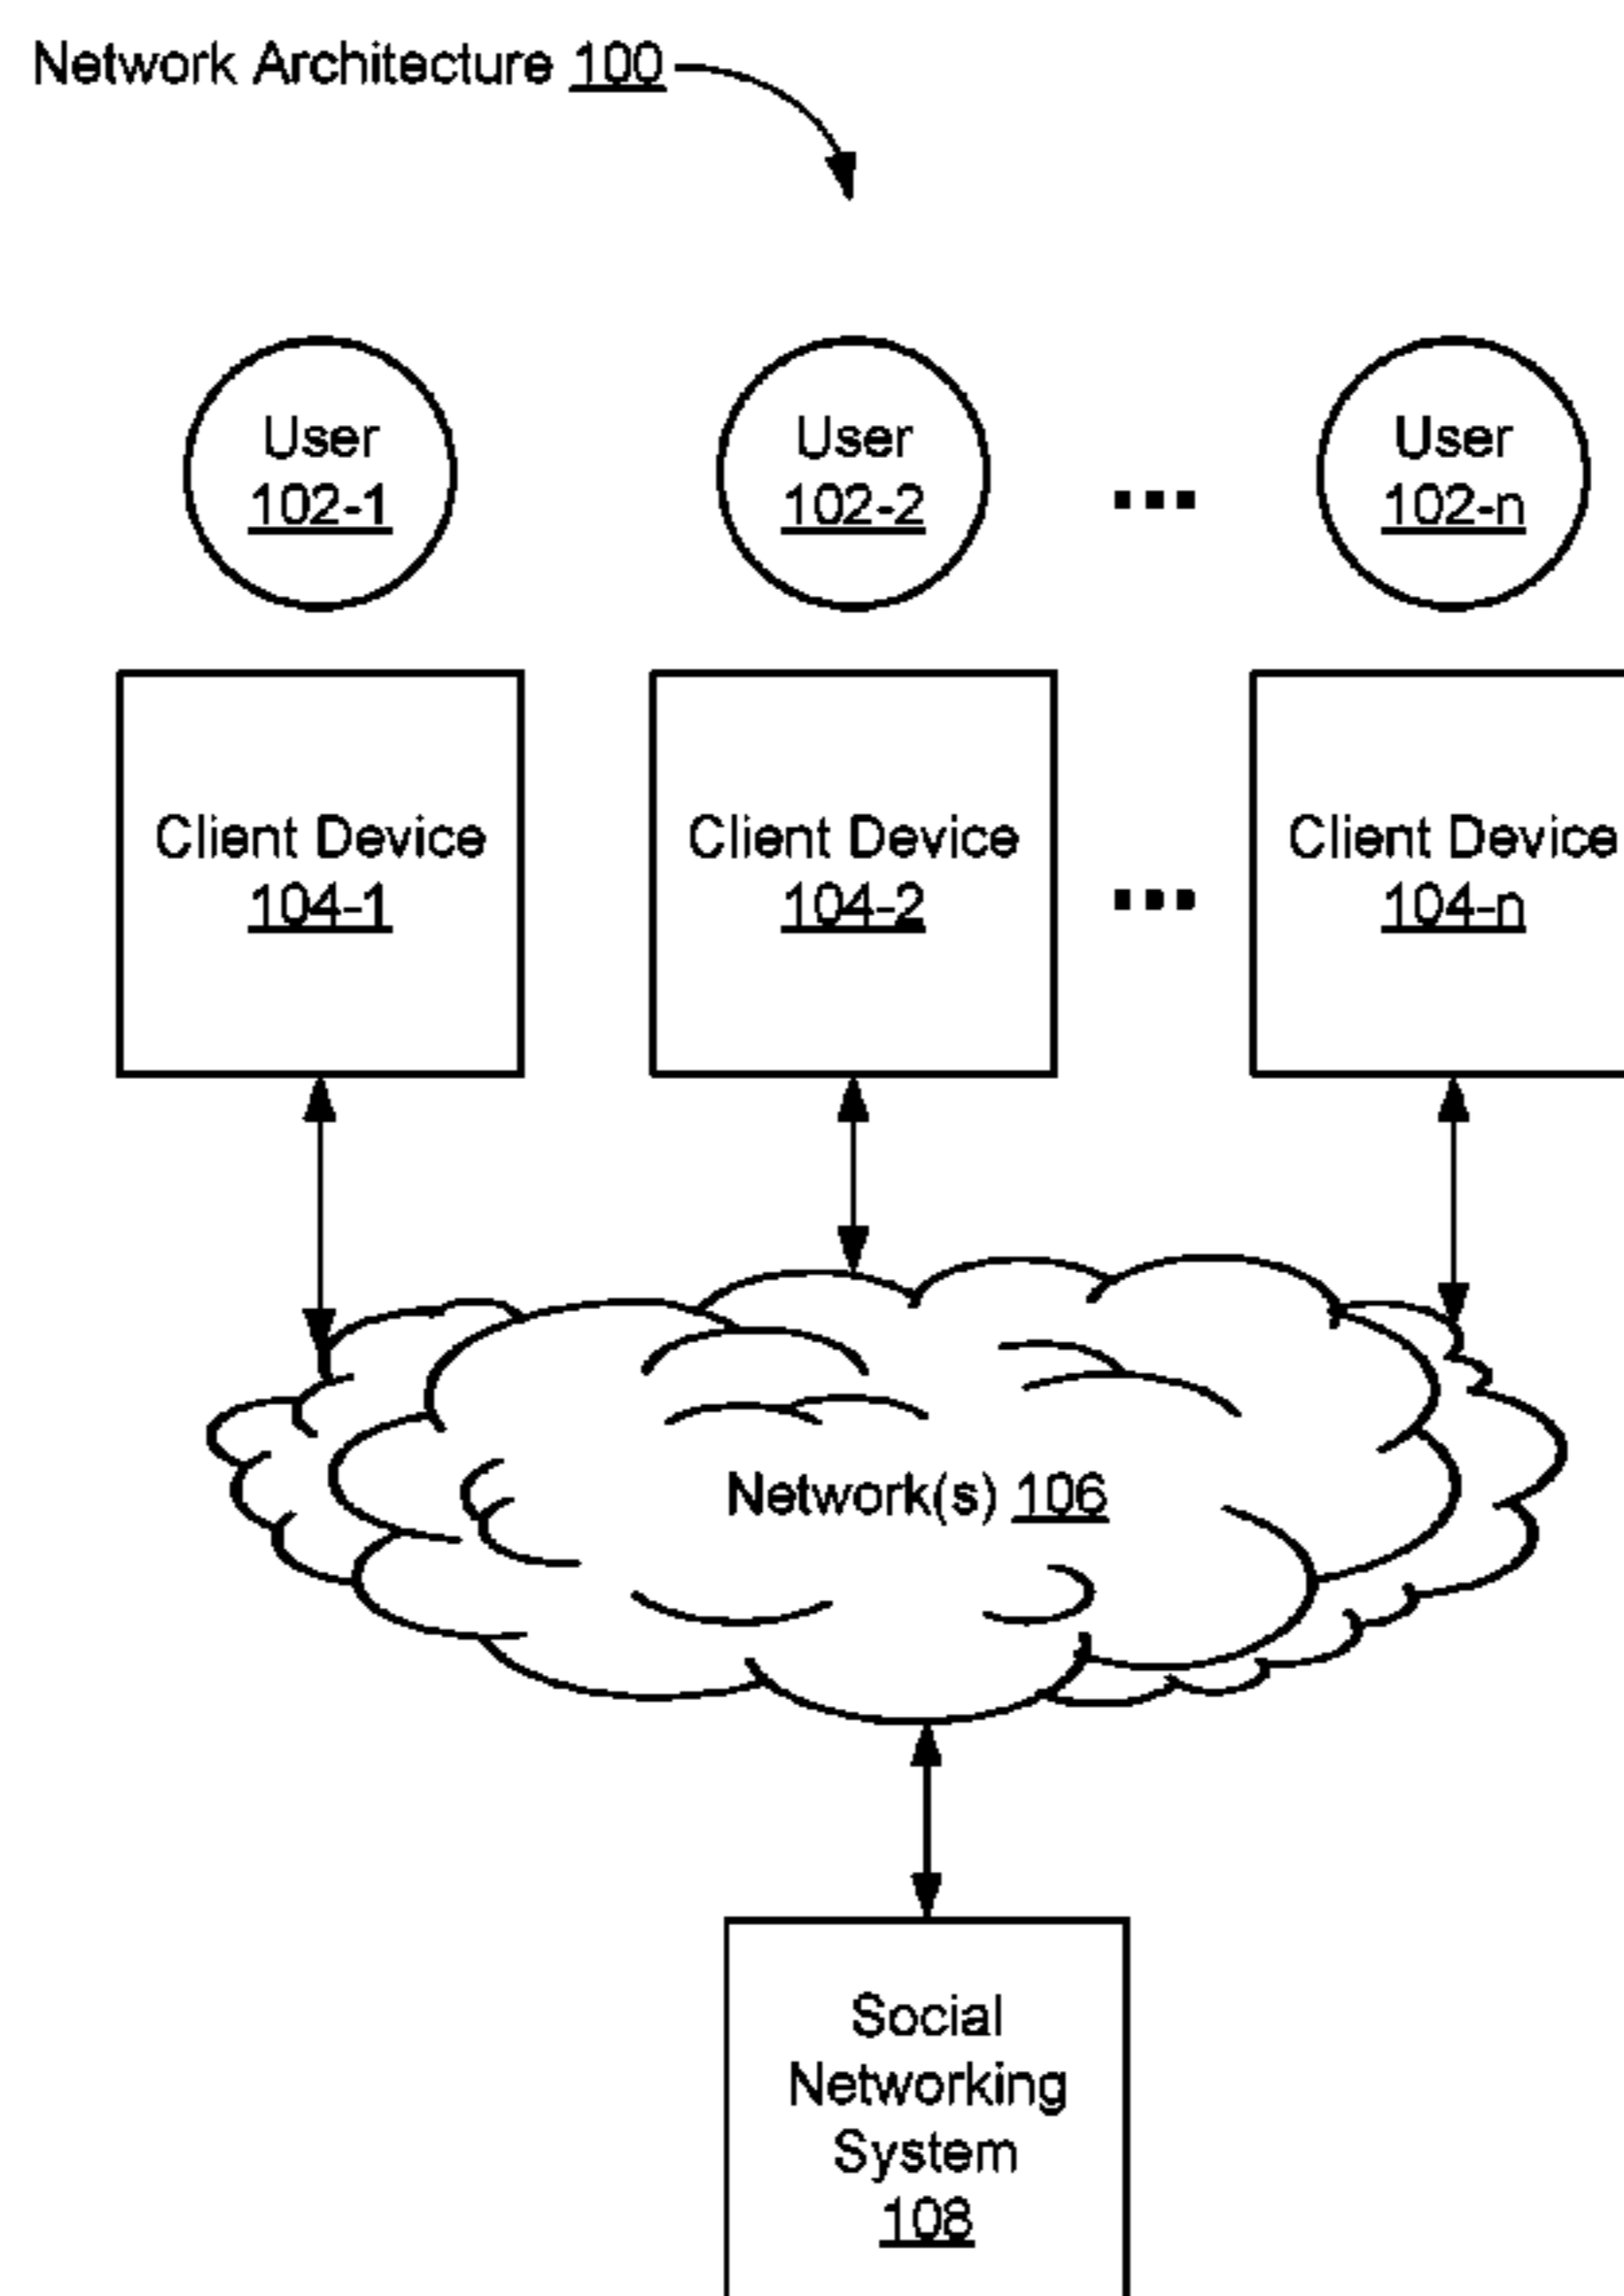 Network Architecture 100
User
102-1
User
102-2
...
User
102-n
Client Device
104-1
Client Device
104-2
...
Client Device
104-n
Network(s) 106
Social
Networking
System
108